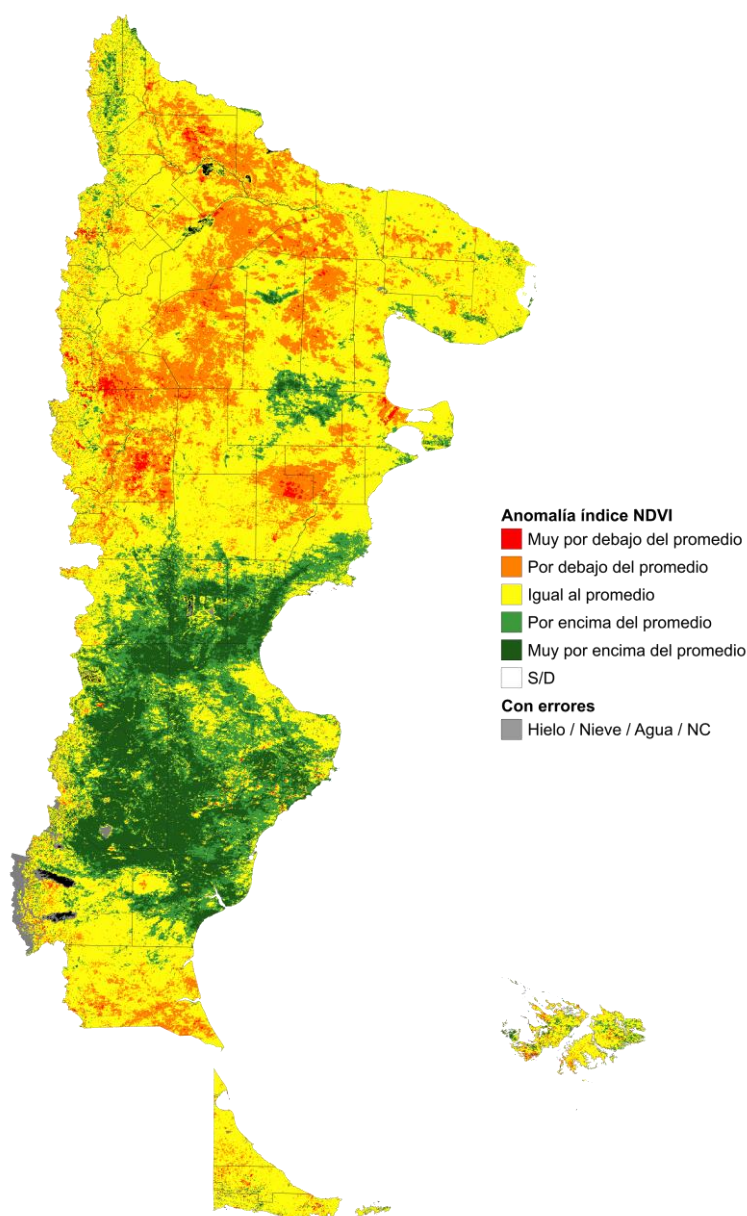 Anomalía índice NDVI
Muy por debajo del promedio
Por debajo del promedio
Igual al promedio
Por encima del promedio
Muy por encima del promedio
S/D
Con errores
Hielo / Nieve / Agua / NC